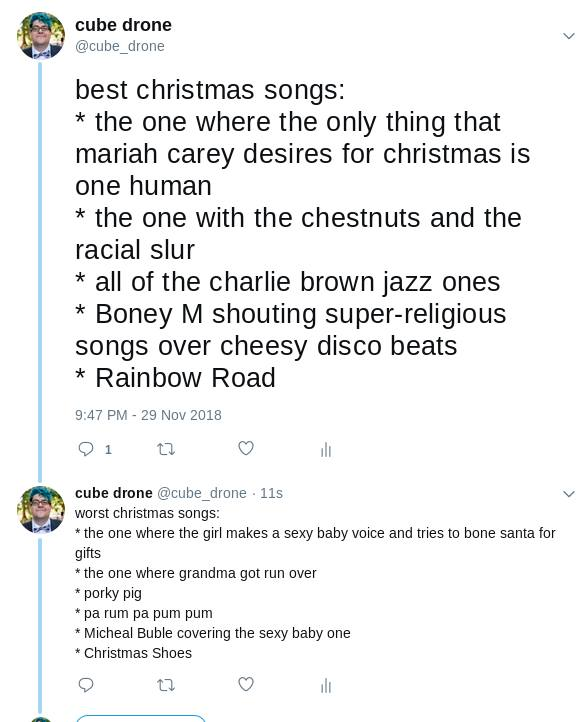 cube drone
@cube_drone
best christmas songs:
* the one where the only thing that
mariah carey desires for christmas is
one human
* the one with the chestnuts and the
racial slur
* all of the charlie brown jazz ones
* Boney M shouting super-religious
songs over cheesy disco beats
* Rainbow Road
9:47 PM - 29 Nov 2018
1
cube drone @cube_drone · 11s
worst christmas songs:
* the one where the girl makes a sexy baby voice and tries to bone santa for
gifts
* the one where grandma got run over
* porky pig
* pa rum pa pum pum
* Micheal Buble covering the sexy baby one
* Christmas Shoes